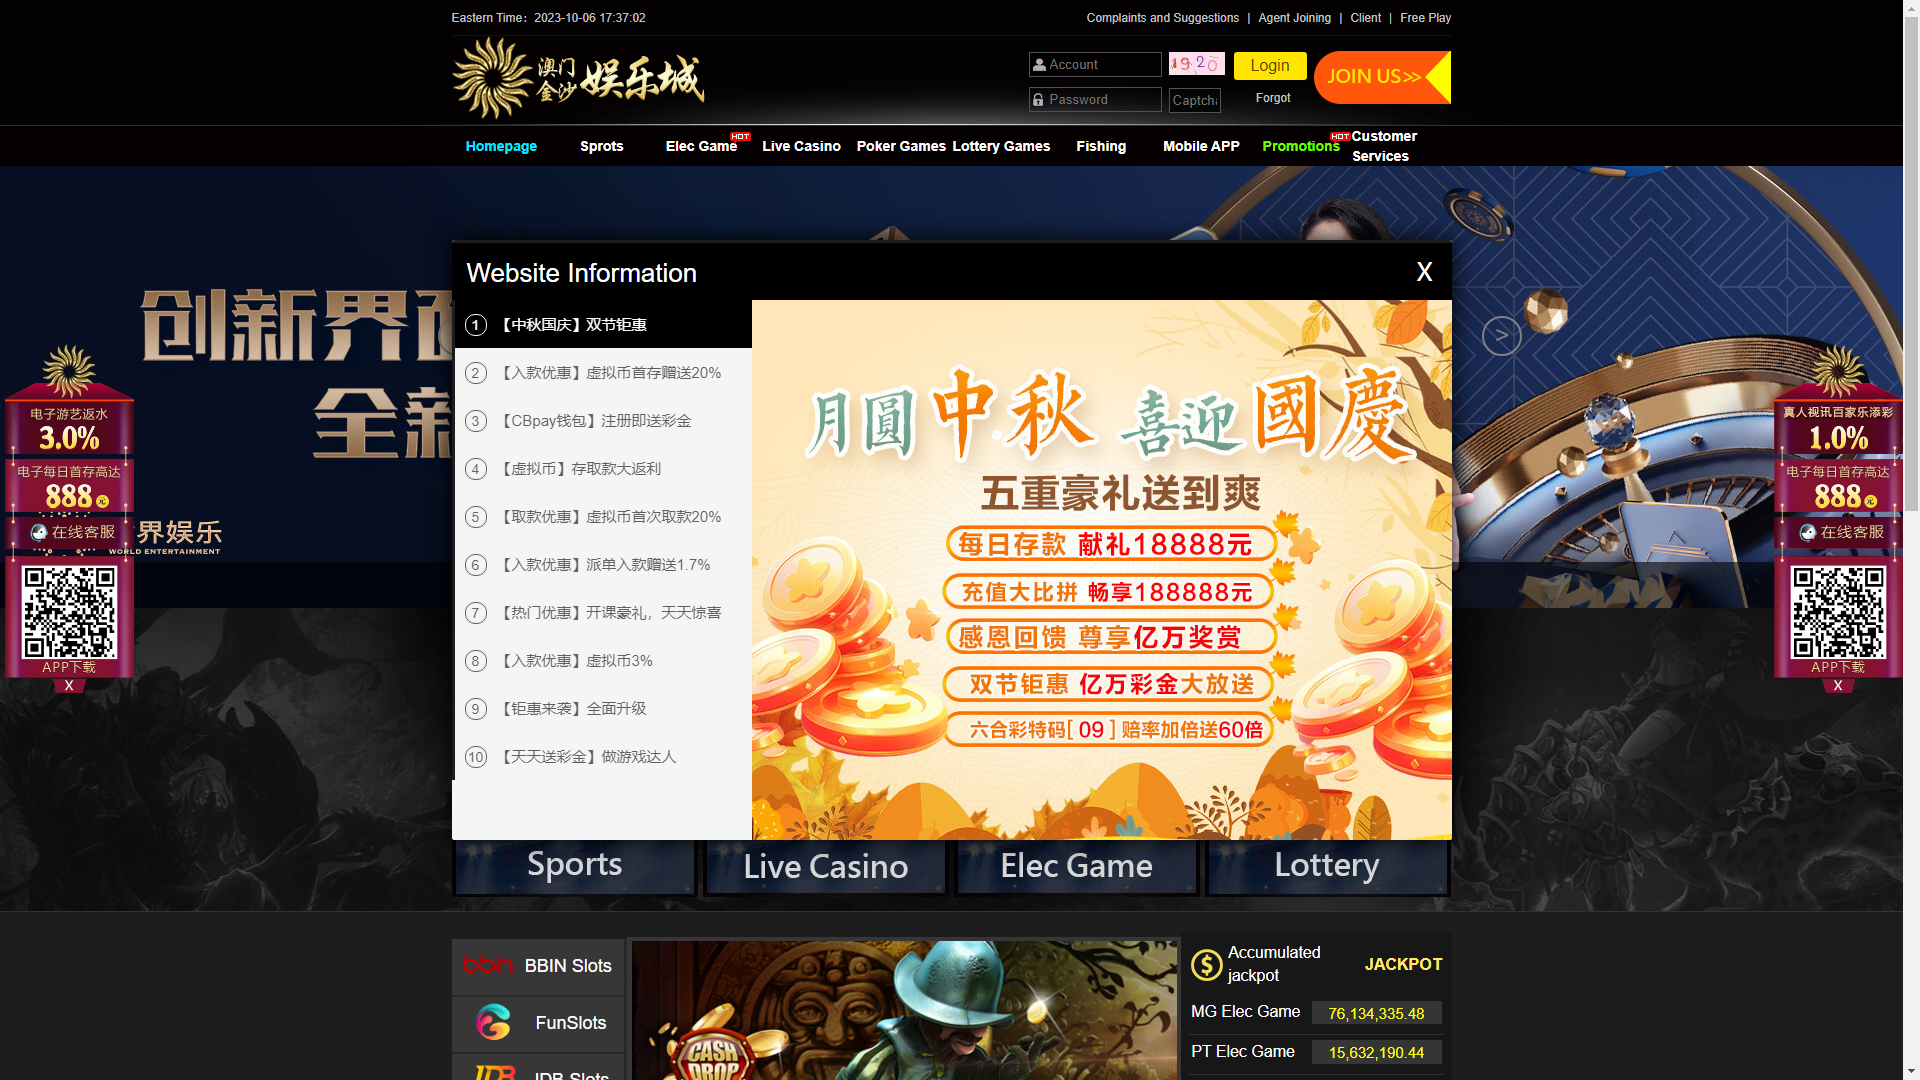 Eastern Time：2023-10-06 17:37:02
Complaints and Suggestions | Agent Joining | Client | Free Play
澳门
金沙
娱乐城
Account
1920
Login
JOIN US>>
Password
Captcha
Forgot
Homepage
Sprots
Elec Game
HOT
Live Casino
Poker Games
Lottery Games
Fishing
Mobile APP
Promotions
HOT
Customer
Services
创新界
全新
界娱乐
WORLD ENTERTAINMENT
>
Website Information
X
1 【中秋国庆】双节钜惠
2 【入款优惠】虚拟币首存赠送20%
3 【CBpay钱包】注册即送彩金
4 【虚拟币】存取款大返利
5 【取款优惠】虚拟币首次取款20%
6 【入款优惠】派单入款赠送1.7%
7 【热门优惠】开课豪礼，天天惊喜
8 【入款优惠】虚拟币3%
9 【钜惠来袭】全面升级
10 【天天送彩金】做游戏达人
月圓中秋 喜迎國慶
五重豪礼送到爽
每日存款 献礼18888元
充值大比拼 畅享188888元
感恩回馈 尊享亿万奖赏
双节钜惠 亿万彩金大放送
六合彩特码[ 09 ] 赔率加倍送60倍
电子游艺返水
3.0%
电子每日首存高达
888元
在线客服
APP下载
X
真人视讯百家乐添彩
1.0%
电子每日首存高达
888元
在线客服
APP下载
X
Sports
Live Casino
Elec Game
Lottery
bbin BBIN Slots
FunSlots
JDB JDB Slots
CASH
DROP
$
Accumulated
jackpot
JACKPOT
MG Elec Game 76,134,335.48
PT Elec Game 15,632,190.44